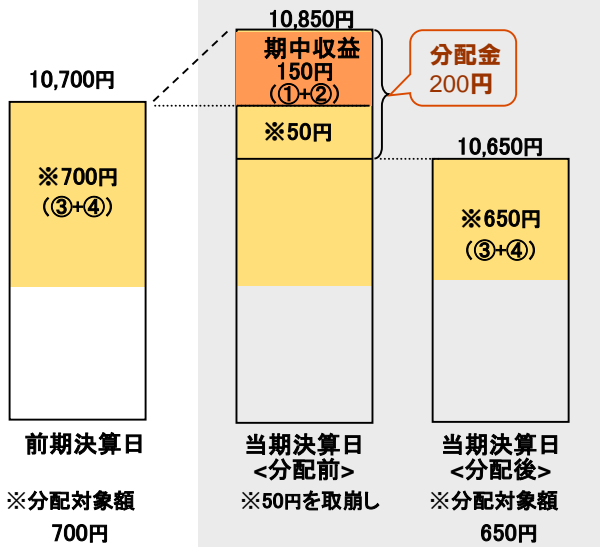 10,850円
期中収益
150円
(①+②)
分配金
200円
10,700円
※50円
10,650円
※700円
(③+④)
※650円
(③+④)
前期決算日
当期決算日
<分配前>
当期決算日
<分配後>
※分配対象額
700円
※50円を取崩し
※分配対象額
650円